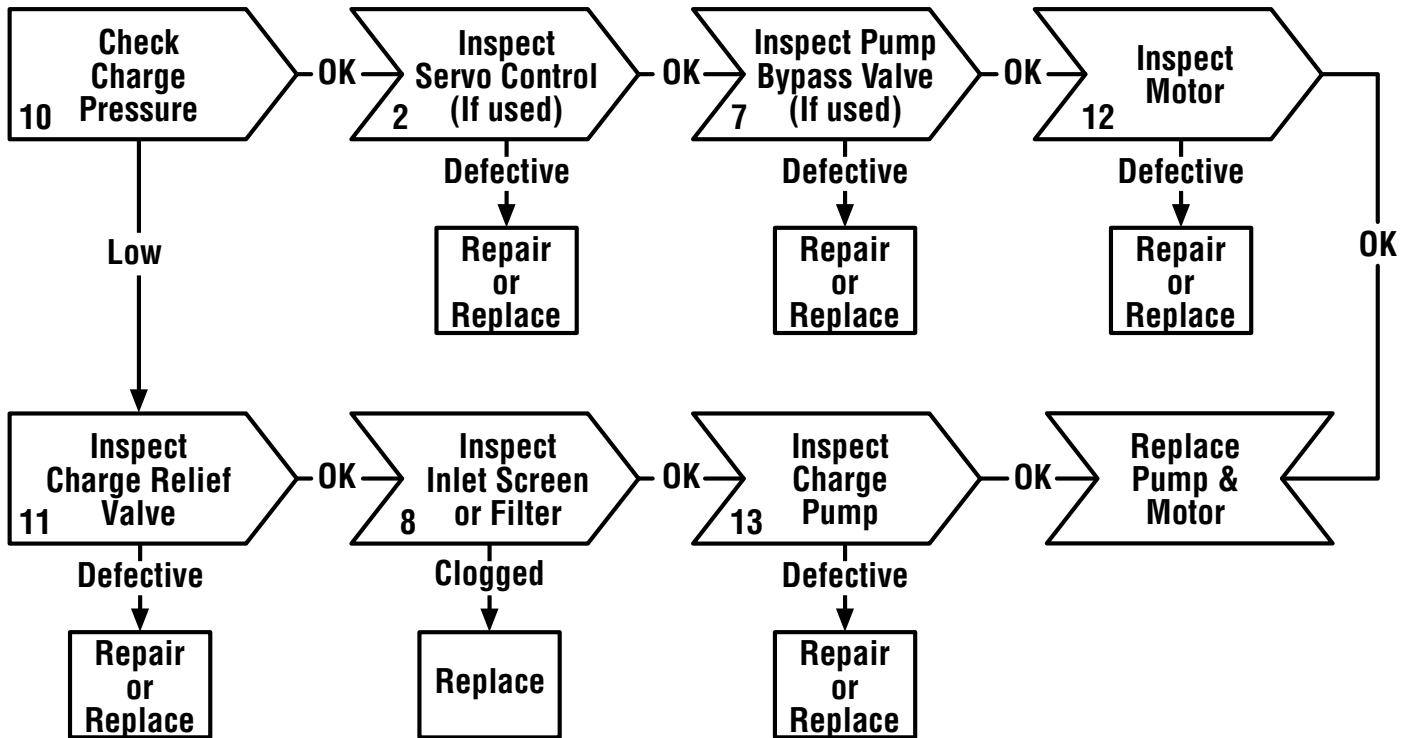 Check
Charge
Pressure
10
OK
Inspect
Servo Control
(If used)
2
OK
Inspect Pump
Bypass Valve
(If used)
7
OK
Inspect
Motor
12
Defective
Repair
or
Replace
Defective
Repair
or
Replace
Defective
Repair
or
Replace
OK
Low
Inspect
Charge Relief
Valve
11
OK
Inspect
Inlet Screen
or Filter
8
OK
Inspect
Charge
Pump
13
OK
Replace
Pump &
Motor
Defective
Repair
or
Replace
Clogged
Replace
Defective
Repair
or
Replace